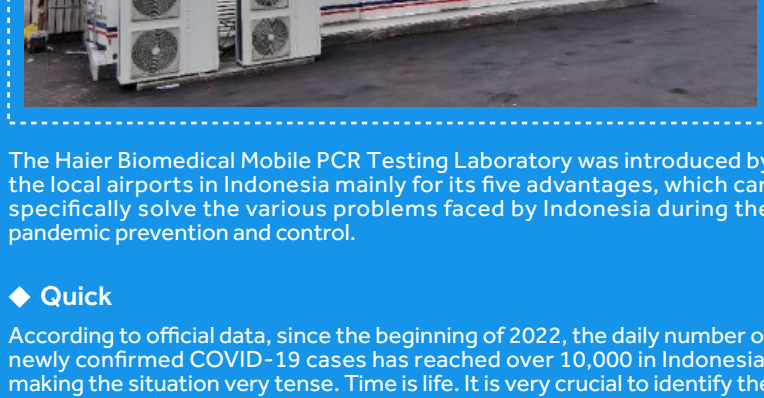 The Haier Biomedical Mobile PCR Testing Laboratory was introduced by
the local airports in Indonesia mainly for its five advantages, which can
specifically solve the various problems faced by Indonesia during the
pandemic prevention and control.
Quick
According to official data, since the beginning of 2022, the daily number o
newly confirmed COVID-19 cases has reached over 10,000 in Indonesia
making the situation very tense. Time is life. It is very crucial to identify the